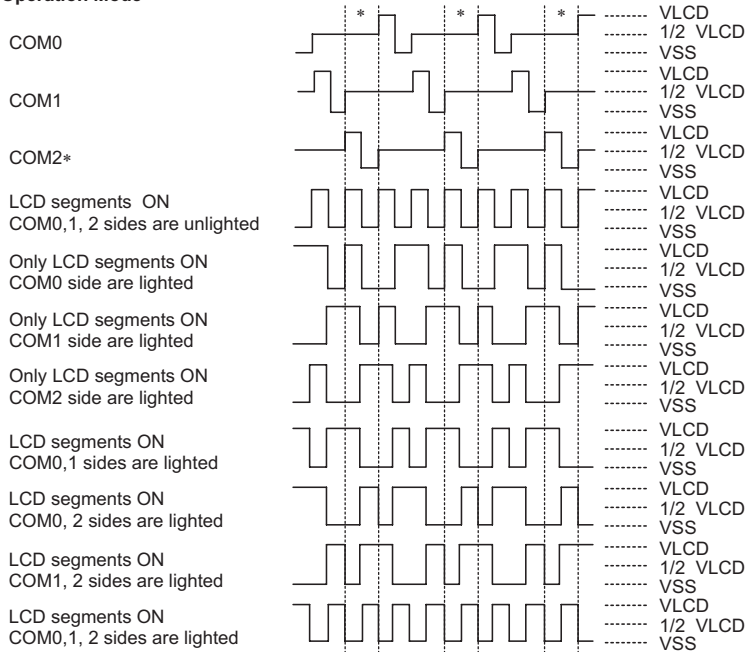 Operation Mode
* * *
COM0
VLCD
1/2 VLCD
VSS
COM1
VLCD
1/2 VLCD
VSS
COM2*
VLCD
1/2 VLCD
VSS
LCD segments ON
COM0,1, 2 sides are unlighted
VLCD
1/2 VLCD
VSS
Only LCD segments ON
COM0 side are lighted
VLCD
1/2 VLCD
VSS
Only LCD segments ON
COM1 side are lighted
VLCD
1/2 VLCD
VSS
Only LCD segments ON
COM2 side are lighted
VLCD
1/2 VLCD
VSS
LCD segments ON
COM0,1 sides are lighted
VLCD
1/2 VLCD
VSS
LCD segments ON
COM0, 2 sides are lighted
VLCD
1/2 VLCD
VSS
LCD segments ON
COM1, 2 sides are lighted
VLCD
1/2 VLCD
VSS
LCD segments ON
COM0,1, 2 sides are lighted
VLCD
1/2 VLCD
VSS